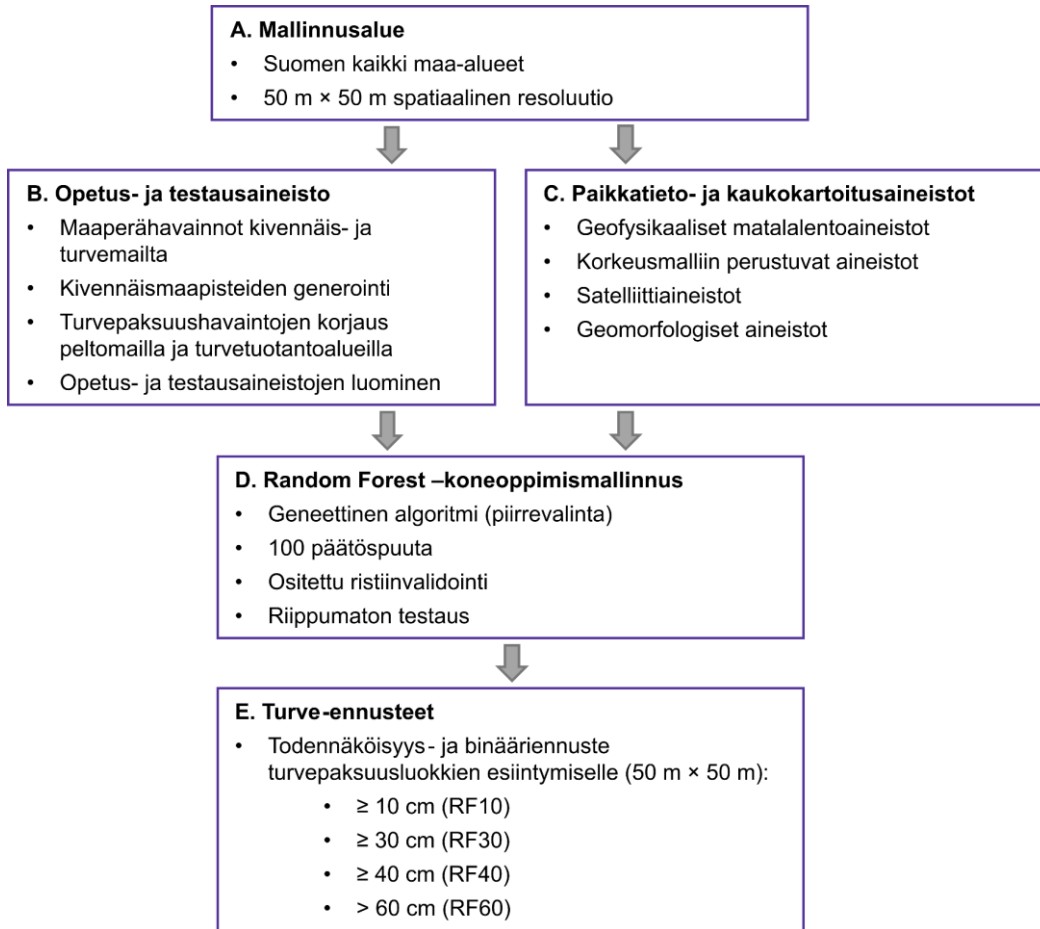 A. Mallinnusalue
• Suomen kaikki maa-alueet
• 50 m × 50 m spatiaalinen resoluutio
B. Opetus- ja testausaineisto
• Maaperähavainnot kivennäis- ja
turvemailta
• Kivennäismaapisteiden generointi
• Turvepaksuushavaintojen korjaus
peltomailla ja turvetuotantoalueilla
• Opetus- ja testausaineistojen luominen
C. Paikkatieto- ja kaukokartoitusaineistot
• Geofysikaaliset matalalentoaineistot
• Korkeusmalliin perustuvat aineistot
• Satelliittiaineistot
• Geomorfologiset aineistot
D. Random Forest –koneoppimismallinnus
• Geneettinen algoritmi (piirrevalinta)
• 100 päätöspuuta
• Ositettu ristiinvalidointi
• Riippumaton testaus
E. Turve-ennusteet
• Todennäköisyys- ja binääriennuste
turvepaksuusluokkien esiintymiselle (50 m × 50 m):
• ≥ 10 cm (RF10)
• ≥ 30 cm (RF30)
• ≥ 40 cm (RF40)
• > 60 cm (RF60)